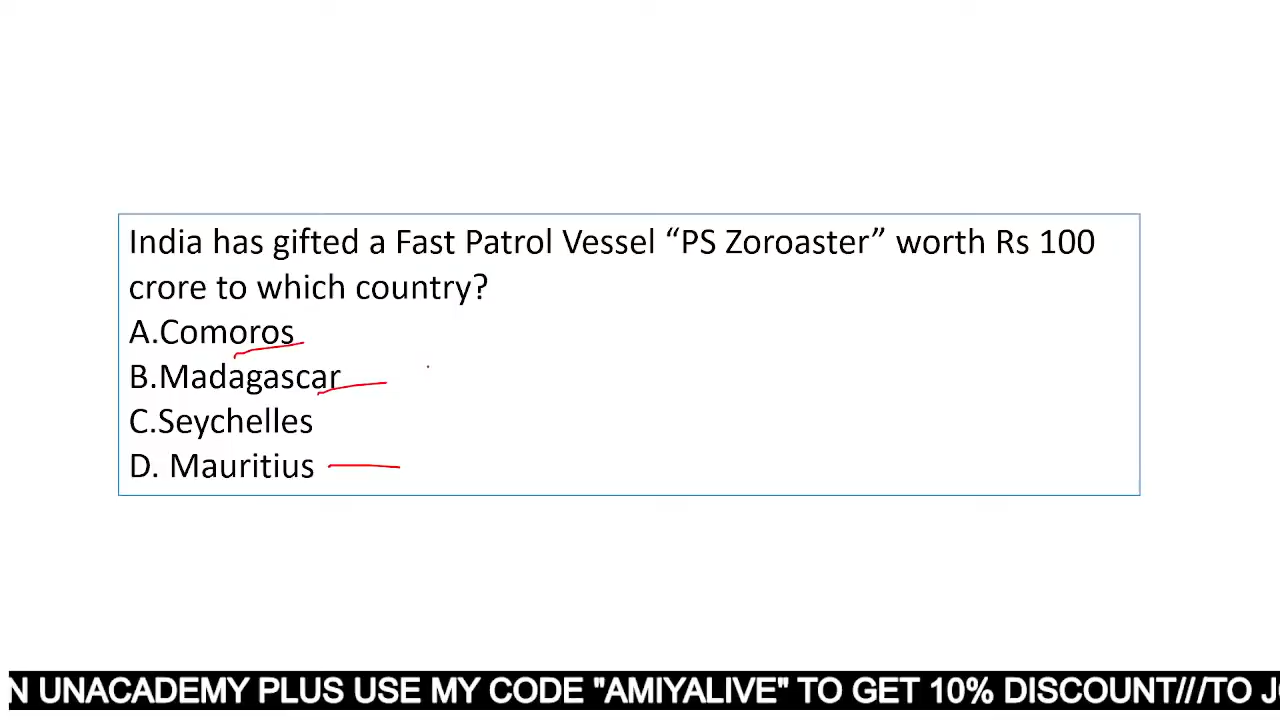 India has gifted a Fast Patrol Vessel “PS Zoroaster” worth Rs 100
crore to which country?
A.Comoros
B.Madagascar
C.Seychelles
D. Mauritius
N UNACADEMY PLUS USE MY CODE "AMIYALIVE" TO GET 10% DISCOUNT///TO J